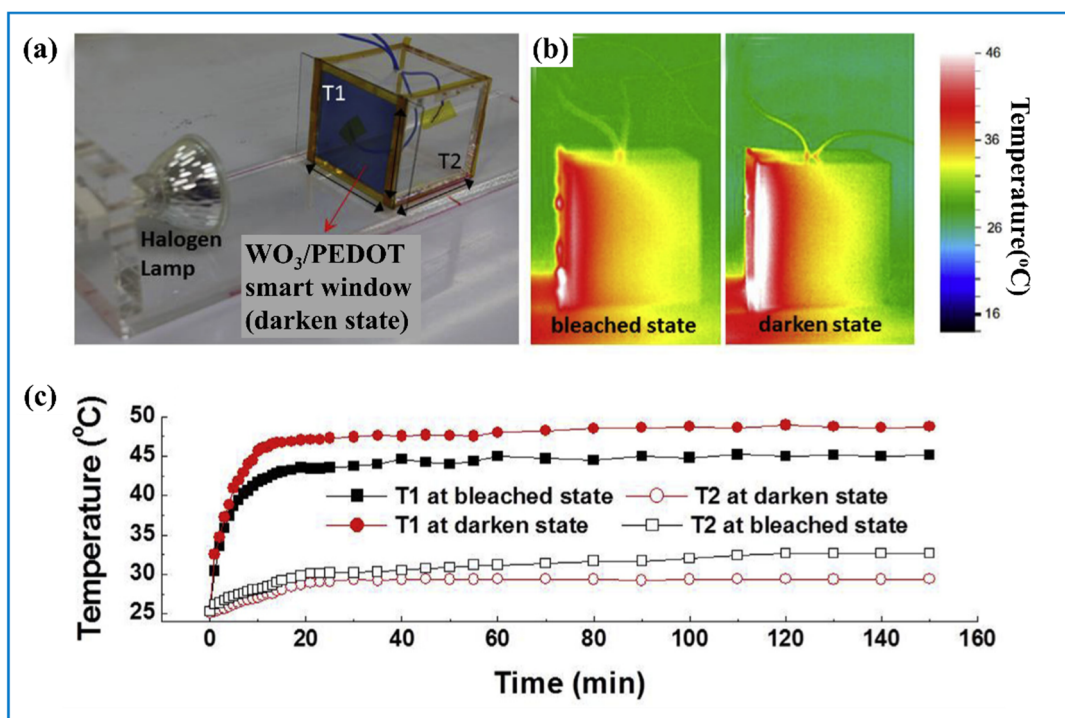 (a)
T1
T2
Halogen
Lamp
WO₃/PEDOT
smart window
(darken state)
(b)
bleached state
darken state
46
36
26
16
Temperature(⁰C)
(c)
Temperature (⁰C)
50
45
40
35
30
25
T1 at bleached state
T2 at darken state
T1 at darken state
T2 at bleached state
0
20
40
60
80
100
120
140
160
Time (min)